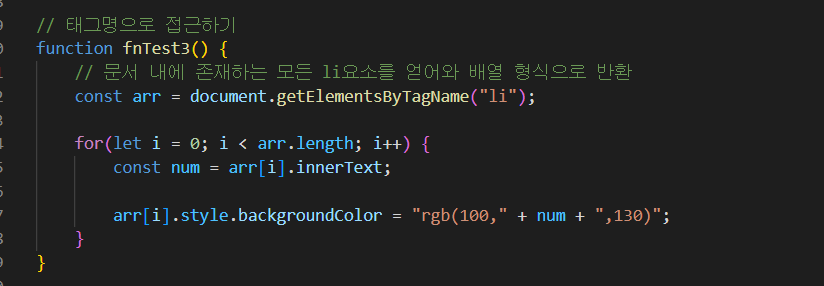 // 태그명으로 접근하기
function fnTest3() {
// 문서 내에 존재하는 모든 li요소를 얻어와 배열 형식으로 반환
const arr = document.getElementsByTagName("li");
for(let i = 0; i < arr.length; i++) {
const num = arr[i].innerText;
arr[i].style.backgroundColor = "rgb(100," + num + ",130)";
}
}